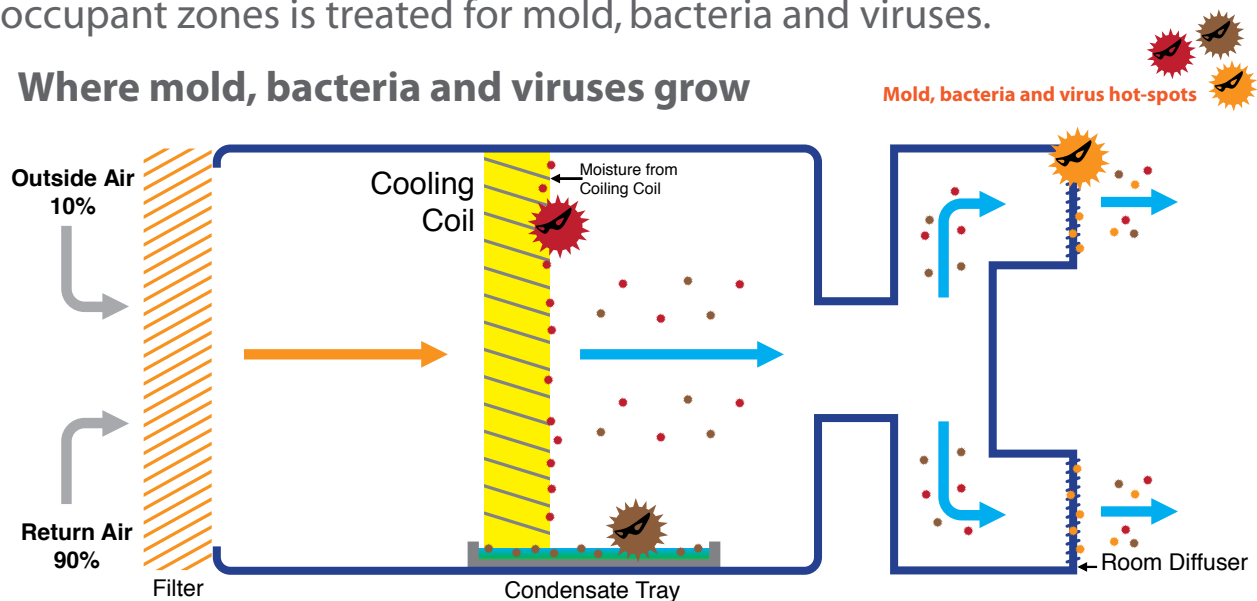 occupant zones is treated for mold, bacteria and viruses.
Where mold, bacteria and viruses grow
Mold, bacteria and virus hot-spots
Outside Air
10%
Cooling
Coil
Moisture from
Coiling Coil
Return Air
90%
Filter
Condensate Tray
Room Diffuser